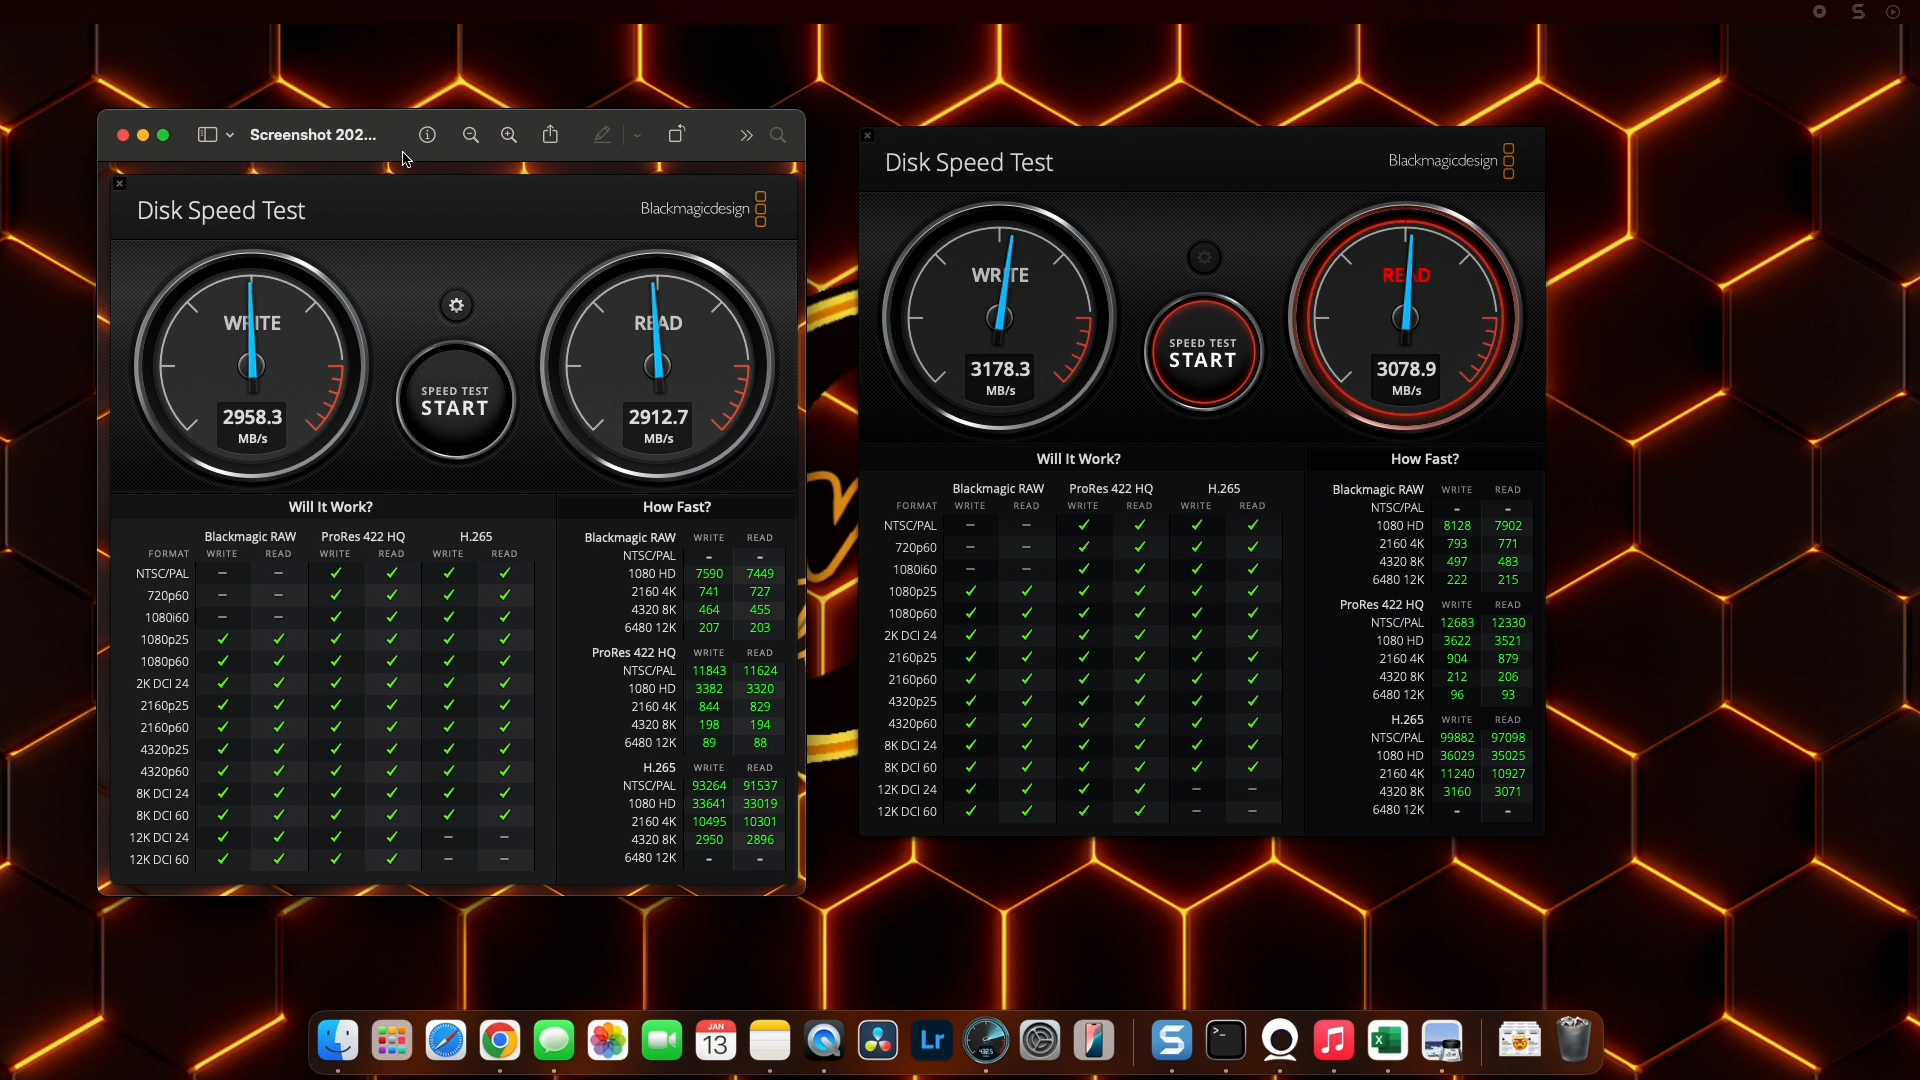 Screenshot 202...
Disk Speed Test
Blackmagicdesign
WRITE
2958.3
MB/s
SPEED TEST
START
READ
2912.7
MB/s
Will It Work?
Blackmagic RAW ProRes 422 HQ H.265
FORMAT WRITE READ WRITE READ WRITE READ
NTSC/PAL – – ✓ ✓ ✓ ✓
720p60 – – ✓ ✓ ✓ ✓
1080i60 – – ✓ ✓ ✓ ✓
1080p25 ✓ ✓ ✓ ✓ ✓ ✓
1080p60 ✓ ✓ ✓ ✓ ✓ ✓
2K DCI 24 ✓ ✓ ✓ ✓ ✓ ✓
2160p25 ✓ ✓ ✓ ✓ ✓ ✓
2160p60 ✓ ✓ ✓ ✓ ✓ ✓
4320p25 ✓ ✓ ✓ ✓ ✓ ✓
4320p60 ✓ ✓ ✓ ✓ ✓ ✓
8K DCI 24 ✓ ✓ ✓ ✓ ✓ ✓
8K DCI 60 ✓ ✓ ✓ ✓ ✓ ✓
12K DCI 24 ✓ ✓ ✓ ✓ – –
12K DCI 60 ✓ ✓ ✓ ✓ – –
How Fast?
Blackmagic RAW WRITE READ
NTSC/PAL - -
1080 HD 7590 7449
2160 4K 741 727
4320 8K 464 455
6480 12K 207 203
ProRes 422 HQ WRITE READ
NTSC/PAL 11843 11624
1080 HD 3382 3320
2160 4K 844 829
4320 8K 198 194
6480 12K 89 88
H.265 WRITE READ
NTSC/PAL 93264 91537
1080 HD 33641 33019
2160 4K 10495 10301
4320 8K 2950 2896
6480 12K - -
Disk Speed Test
Blackmagicdesign
WRITE
3178.3
MB/s
SPEED TEST
START
READ
3078.9
MB/s
Will It Work?
Blackmagic RAW ProRes 422 HQ H.265
FORMAT WRITE READ WRITE READ WRITE READ
NTSC/PAL – – ✓ ✓ ✓ ✓
720p60 – – ✓ ✓ ✓ ✓
1080i60 – – ✓ ✓ ✓ ✓
1080p25 ✓ ✓ ✓ ✓ ✓ ✓
1080p60 ✓ ✓ ✓ ✓ ✓ ✓
2K DCI 24 ✓ ✓ ✓ ✓ ✓ ✓
2160p25 ✓ ✓ ✓ ✓ ✓ ✓
2160p60 ✓ ✓ ✓ ✓ ✓ ✓
4320p25 ✓ ✓ ✓ ✓ ✓ ✓
4320p60 ✓ ✓ ✓ ✓ ✓ ✓
8K DCI 24 ✓ ✓ ✓ ✓ ✓ ✓
8K DCI 60 ✓ ✓ ✓ ✓ ✓ ✓
12K DCI 24 ✓ ✓ ✓ ✓ – –
12K DCI 60 ✓ ✓ ✓ ✓ – –
How Fast?
Blackmagic RAW WRITE READ
NTSC/PAL - -
1080 HD 8128 7902
2160 4K 793 771
4320 8K 497 483
6480 12K 222 215
ProRes 422 HQ WRITE READ
NTSC/PAL 12683 12330
1080 HD 3622 3521
2160 4K 904 879
4320 8K 212 206
6480 12K 96 93
H.265 WRITE READ
NTSC/PAL 99882 97098
1080 HD 36029 35025
2160 4K 11240 10927
4320 8K 3160 3071
6480 12K - -
JAN
13
Lr